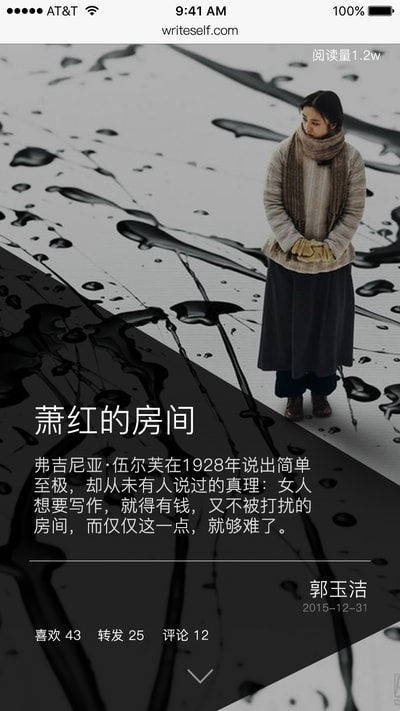 AT&T 9:41 AM 100%
writeself.com
阅读量1.2w
萧红的房间
弗吉尼亚·伍尔芙在1928年说出简单
至极，却从未有人说过的真理：女人
想要写作，就得有钱，又不被打扰的
房间，而仅仅这一点，就够难了。
郭玉洁
2015-12-31
喜欢 43 转发 25 评论 12